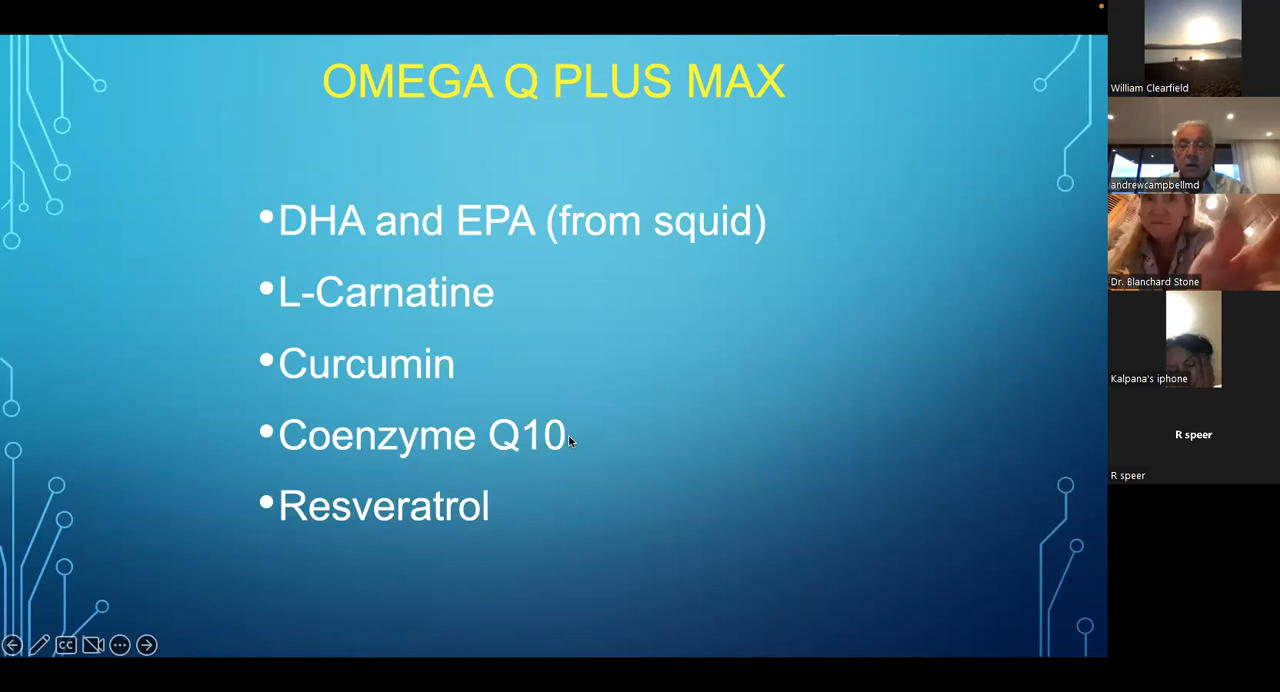 OMEGA Q PLUS MAX
•DHA and EPA (from squid)
•L-Carnatine
•Curcumin
•Coenzyme Q10
•Resveratrol
CC
William Clearfield
andrewcampbellmd
Dr. Blanchard Stone
Kalpana's iphone
R speer
R speer